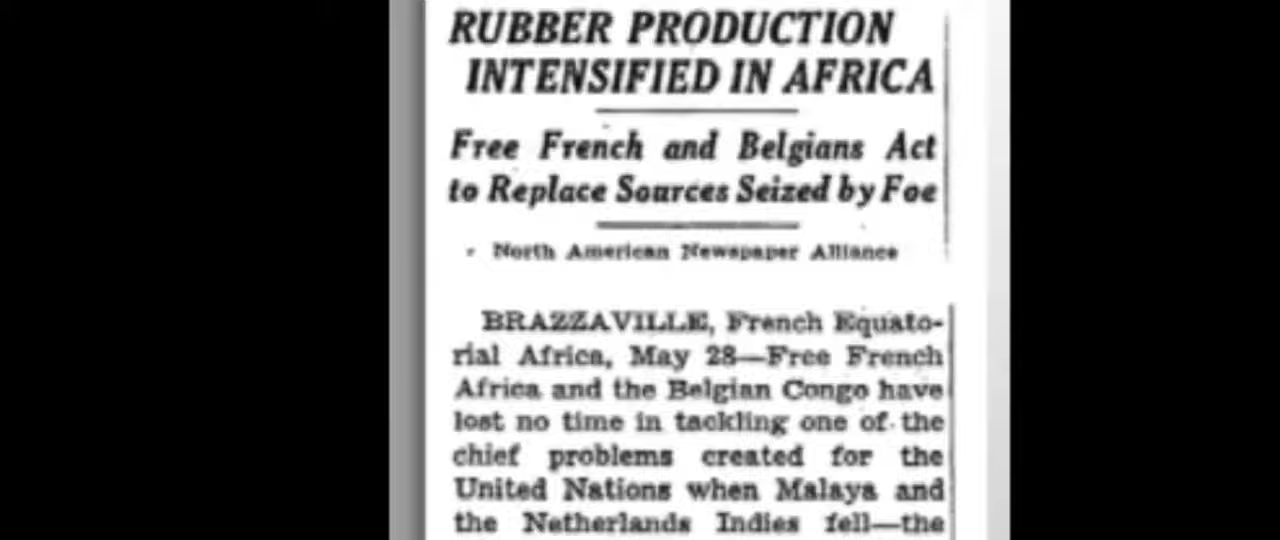 RUBBER PRODUCTION
INTENSIFIED IN AFRICA
Free French and Belgians Act
to Replace Sources Seized by Foe
North American Newspaper Alliance
BRAZZAVILLE, French Equato-
rial Africa, May 28—Free French
Africa and the Belgian Congo have
lost no time in tackling one of the
chief problems created for the
United Nations when Malaya and
the Netherlands Indies fell—the